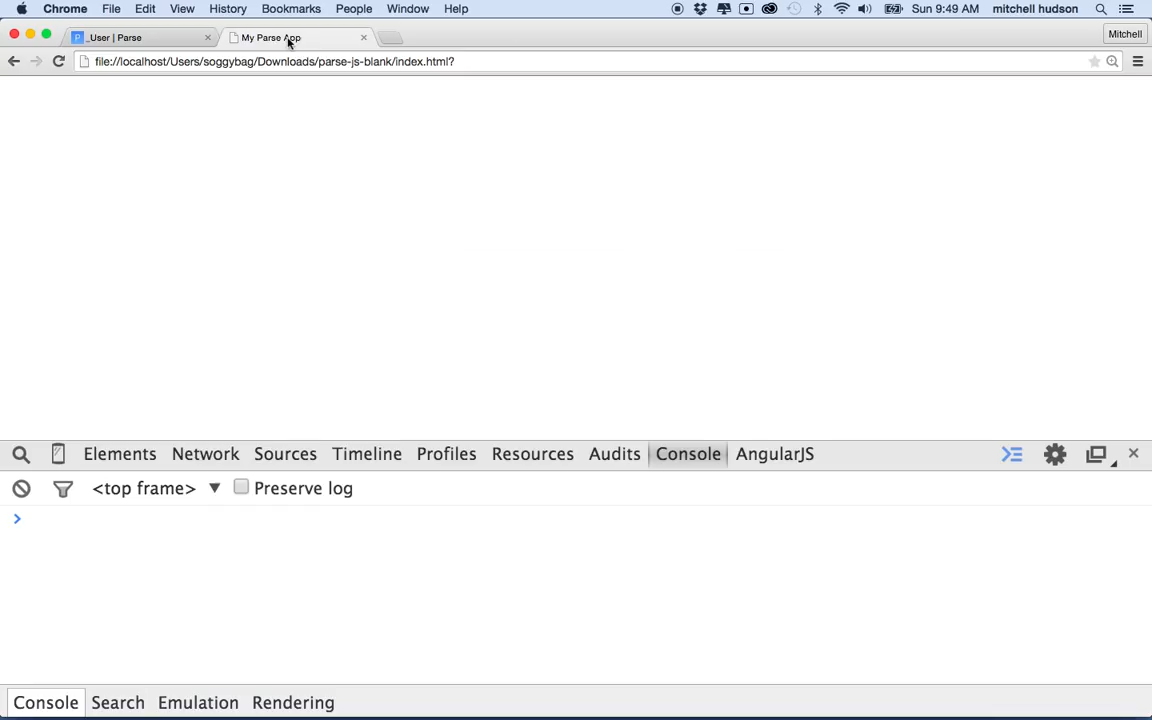 Chrome File Edit View History Bookmarks People Window Help Sun 9:49 AM mitchell hudson
_User | Parse My Parse App Mitchell
file://localhost/Users/soggybag/Downloads/parse-js-blank/index.html?
Elements Network Sources Timeline Profiles Resources Audits Console AngularJS
<top frame> ▼ Preserve log
>
Console Search Emulation Rendering